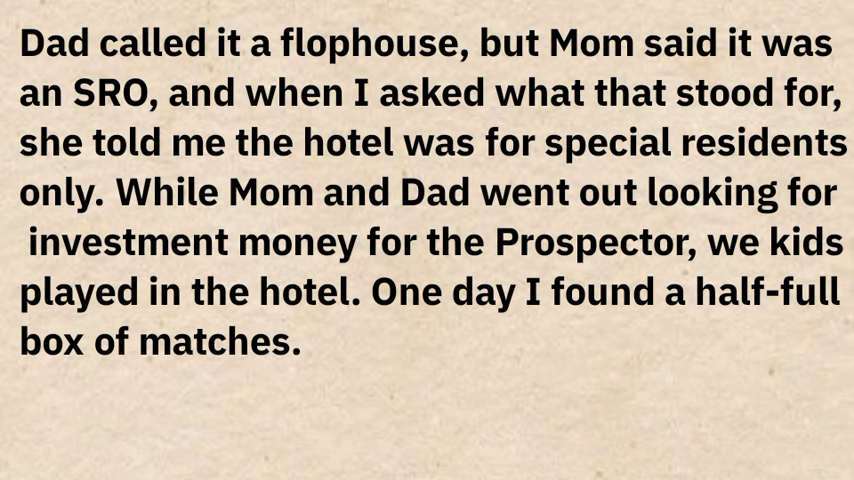 Dad called it a flophouse, but Mom said it was
an SRO, and when I asked what that stood for,
she told me the hotel was for special residents
only. While Mom and Dad went out looking for
investment money for the Prospector, we kids
played in the hotel. One day I found a half-full
box of matches.